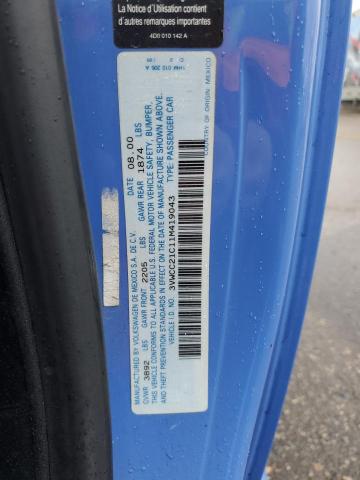 La Notice d'Utilisation contient
d'autres remarques importantes
4D0 010 142 A
MANUFACTURED BY VOLKSWAGEN DE MEXICO S.A. DE C.V. 08.00
GVWR 3892 LBS GAWR FRONT 2205 LBS GAWR REAR 1874 LBS
THIS VEHICLE CONFORMS TO ALL APPLICABLE U.S. FEDERAL MOTOR VEHICLE SAFETY, BUMPER,
AND THEFT PREVENTION STANDARDS IN EFFECT ON THE DATE OF MANUFACTURE SHOWN ABOVE.
VEHICLE I.D. NO.: 3VWCC21C11M419043 TYPE: PASSENGER CAR
COUNTRY OF ORIGIN: MEXICO
1HM 010 205 A